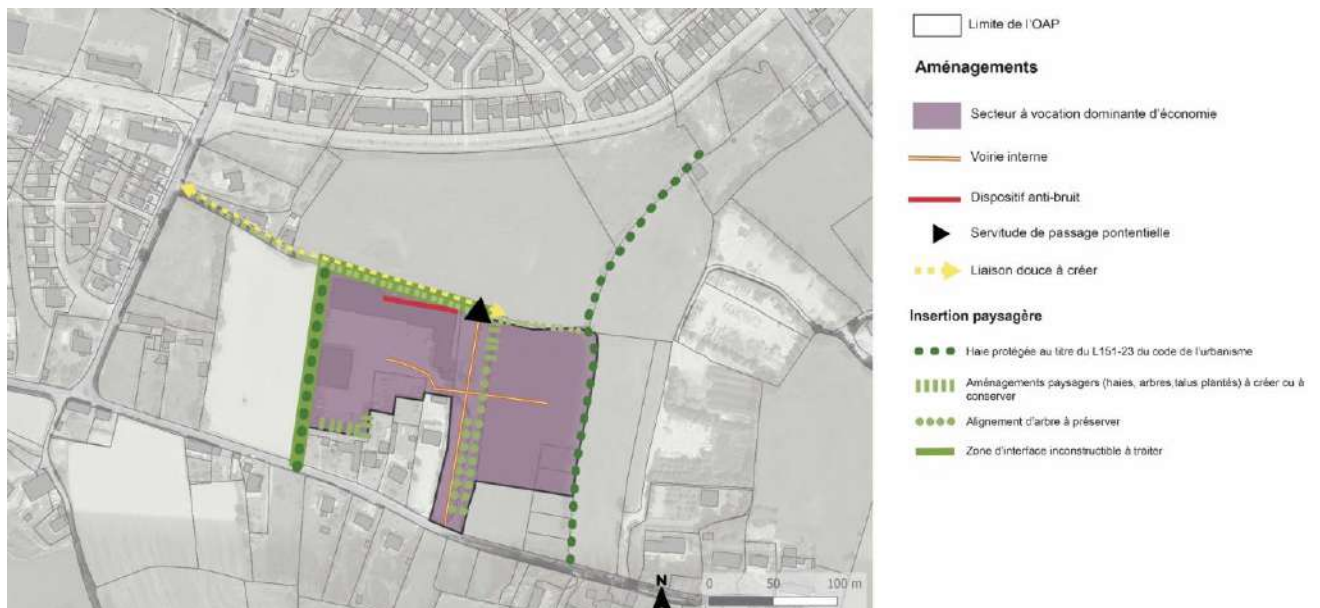 Limite de l'OAP
Aménagements
Secteur à vocation dominante d'économie
Voirie interne
Dispositif anti-bruit
Servitude de passage pontentielle
Liaison douce à créer
Insertion paysagère
Haie protégée au titre du L151-23 du code de l'urbanisme
Aménagements paysagers (haies, arbres,talus plantés) à créer ou à
conserver
Alignement d'arbre à préserver
Zone d'interface inconstructible à traiter
N
0 50 100 m